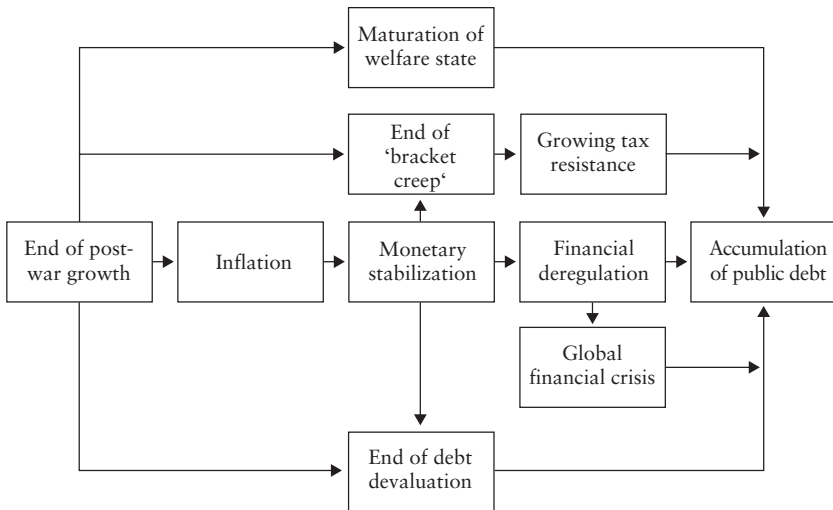 Maturation of
welfare state
End of
‘bracket
creep‘
Growing tax
resistance
End of post-
war growth
Inflation
Monetary
stabilization
Financial
deregulation
Accumulation
of public debt
Global
financial crisis
End of debt
devaluation